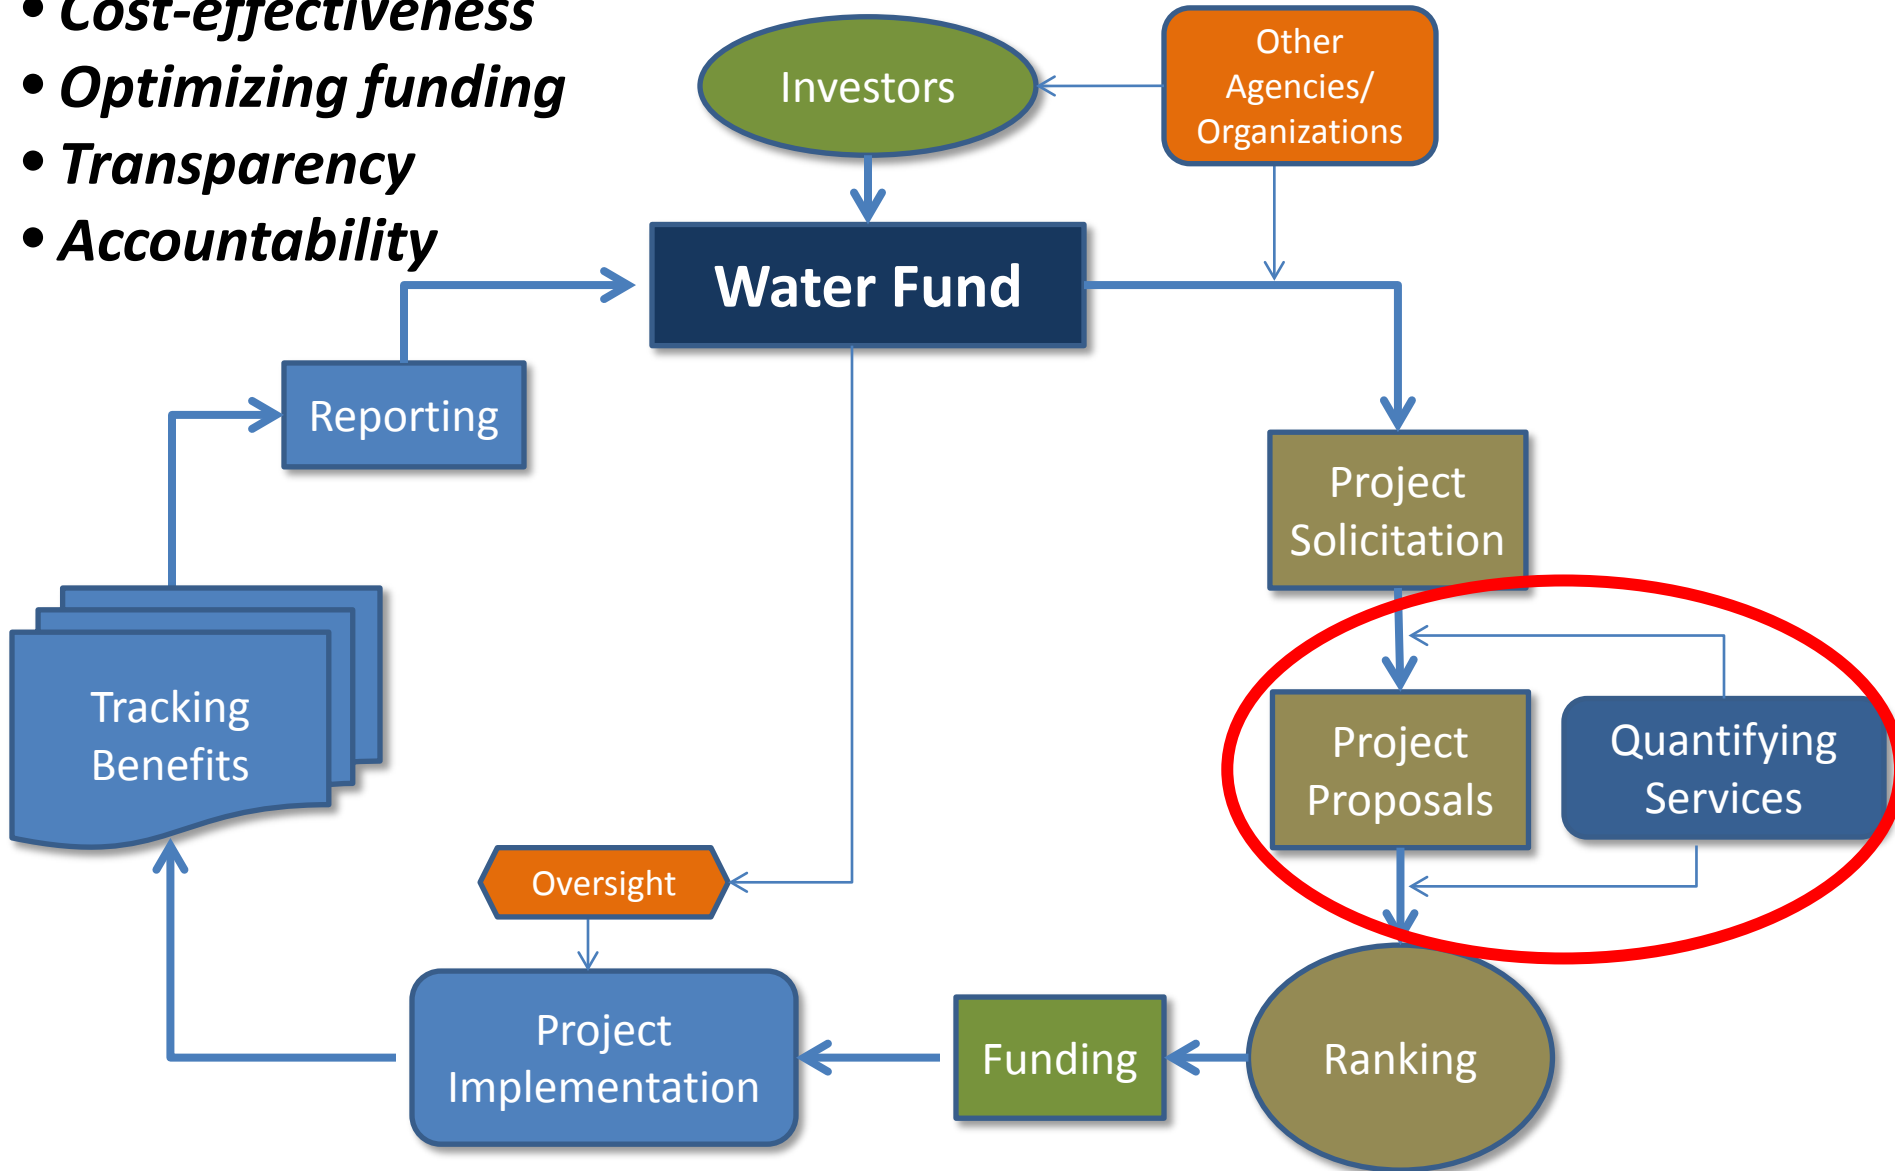 • Cost-effectiveness
• Optimizing funding
• Transparency
• Accountability
Investors
Other
Agencies/
Organizations
Water Fund
Reporting
Project
Solicitation
Tracking
Benefits
Project
Proposals
Quantifying
Services
Oversight
Project
Implementation
Funding
Ranking